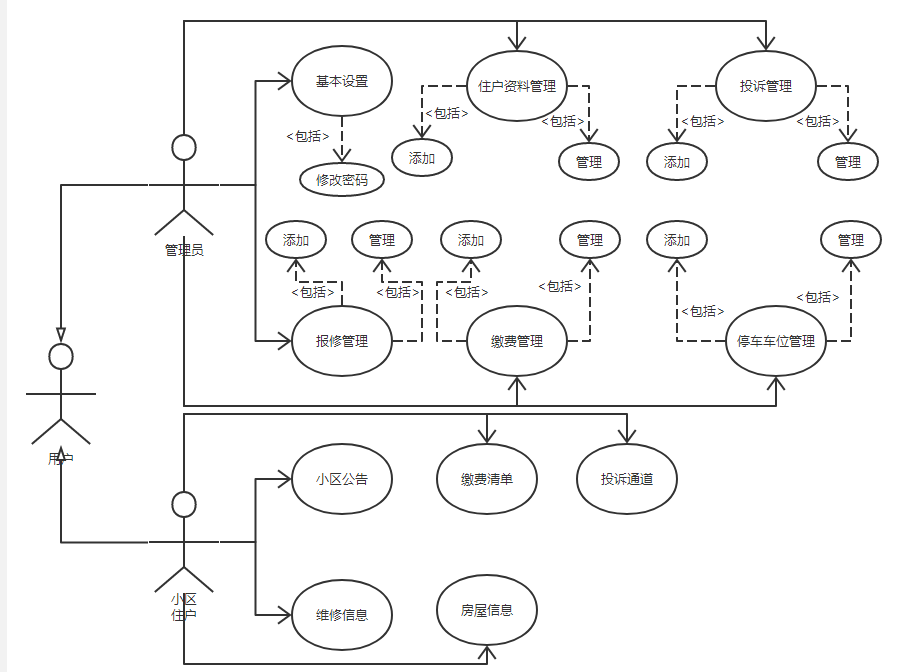 基本设置
住户资料管理
投诉管理
<包括>
<包括>
<包括>
<包括>
<包括>
添加
管理
添加
管理
修改密码
管理员
添加
管理
添加
管理
添加
管理
<包括>
<包括>
<包括>
<包括>
<包括>
<包括>
报修管理
缴费管理
停车车位管理
用户
小区公告
缴费清单
投诉通道
小区
住户
维修信息
房屋信息